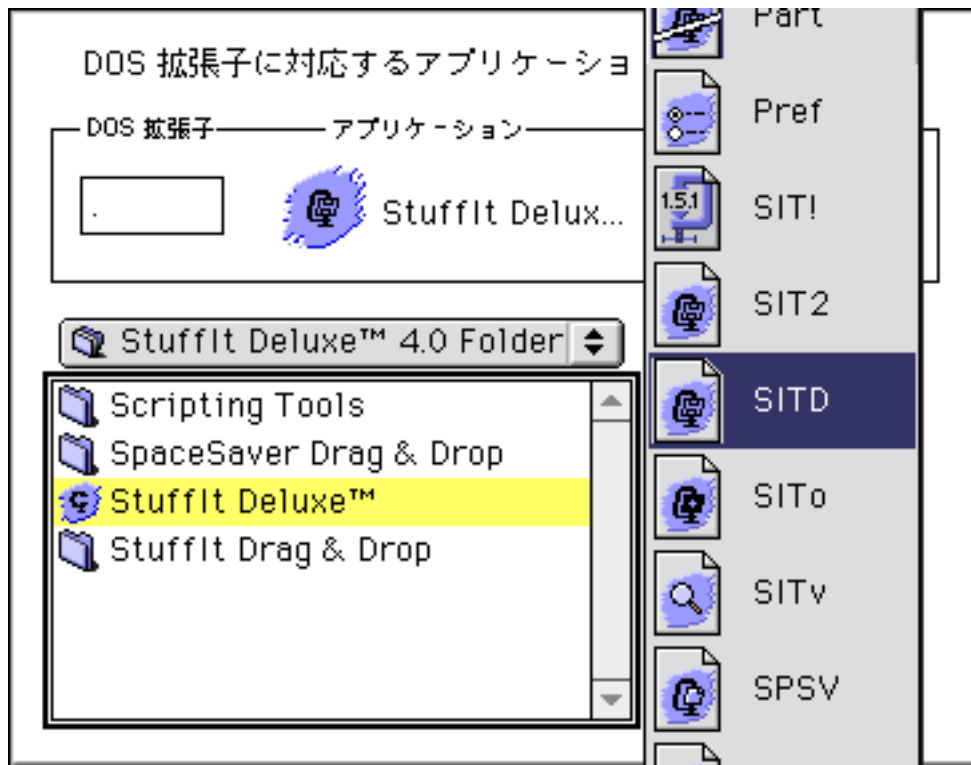 DOS 拡張子に対応するアプリケーショ
DOS 拡張子
アプリケーション
.
StuffIt Delux...
StuffIt Deluxe™ 4.0 Folder
Scripting Tools
SpaceSaver Drag & Drop
StuffIt Deluxe™
StuffIt Drag & Drop
Part
Pref
1.5.1
SIT!
SIT2
SITD
SITo
SITv
SPSV